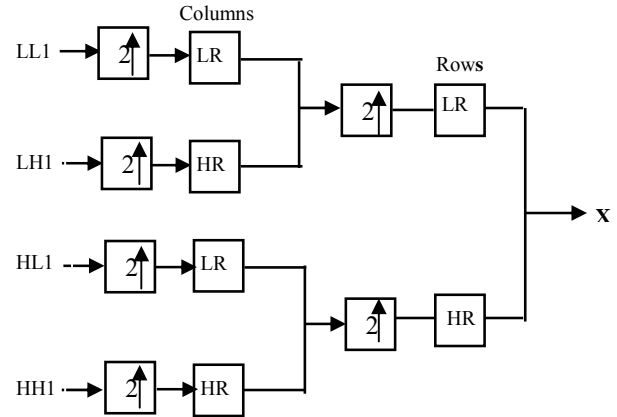 Columns
LL1 2 LR
Rows
2 LR
LH1 2 HR
X
HL1 2 LR
2 HR
HH1 2 HR